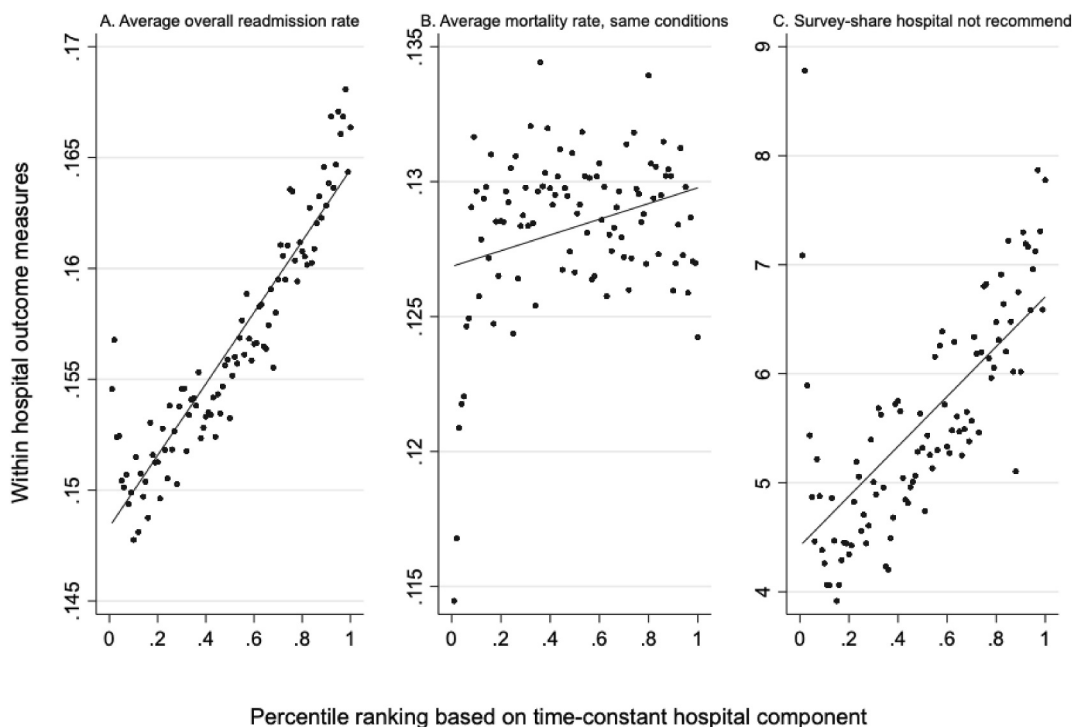 A. Average overall readmission rate
B. Average mortality rate, same conditions
C. Survey-share hospital not recommend
Within hospital outcome measures
.17
.165
.16
.155
.15
.145
0 .2 .4 .6 .8 1
.135
.13
.125
.12
.115
0 .2 .4 .6 .8 1
9
8
7
6
5
4
0 .2 .4 .6 .8 1
Percentile ranking based on time-constant hospital component